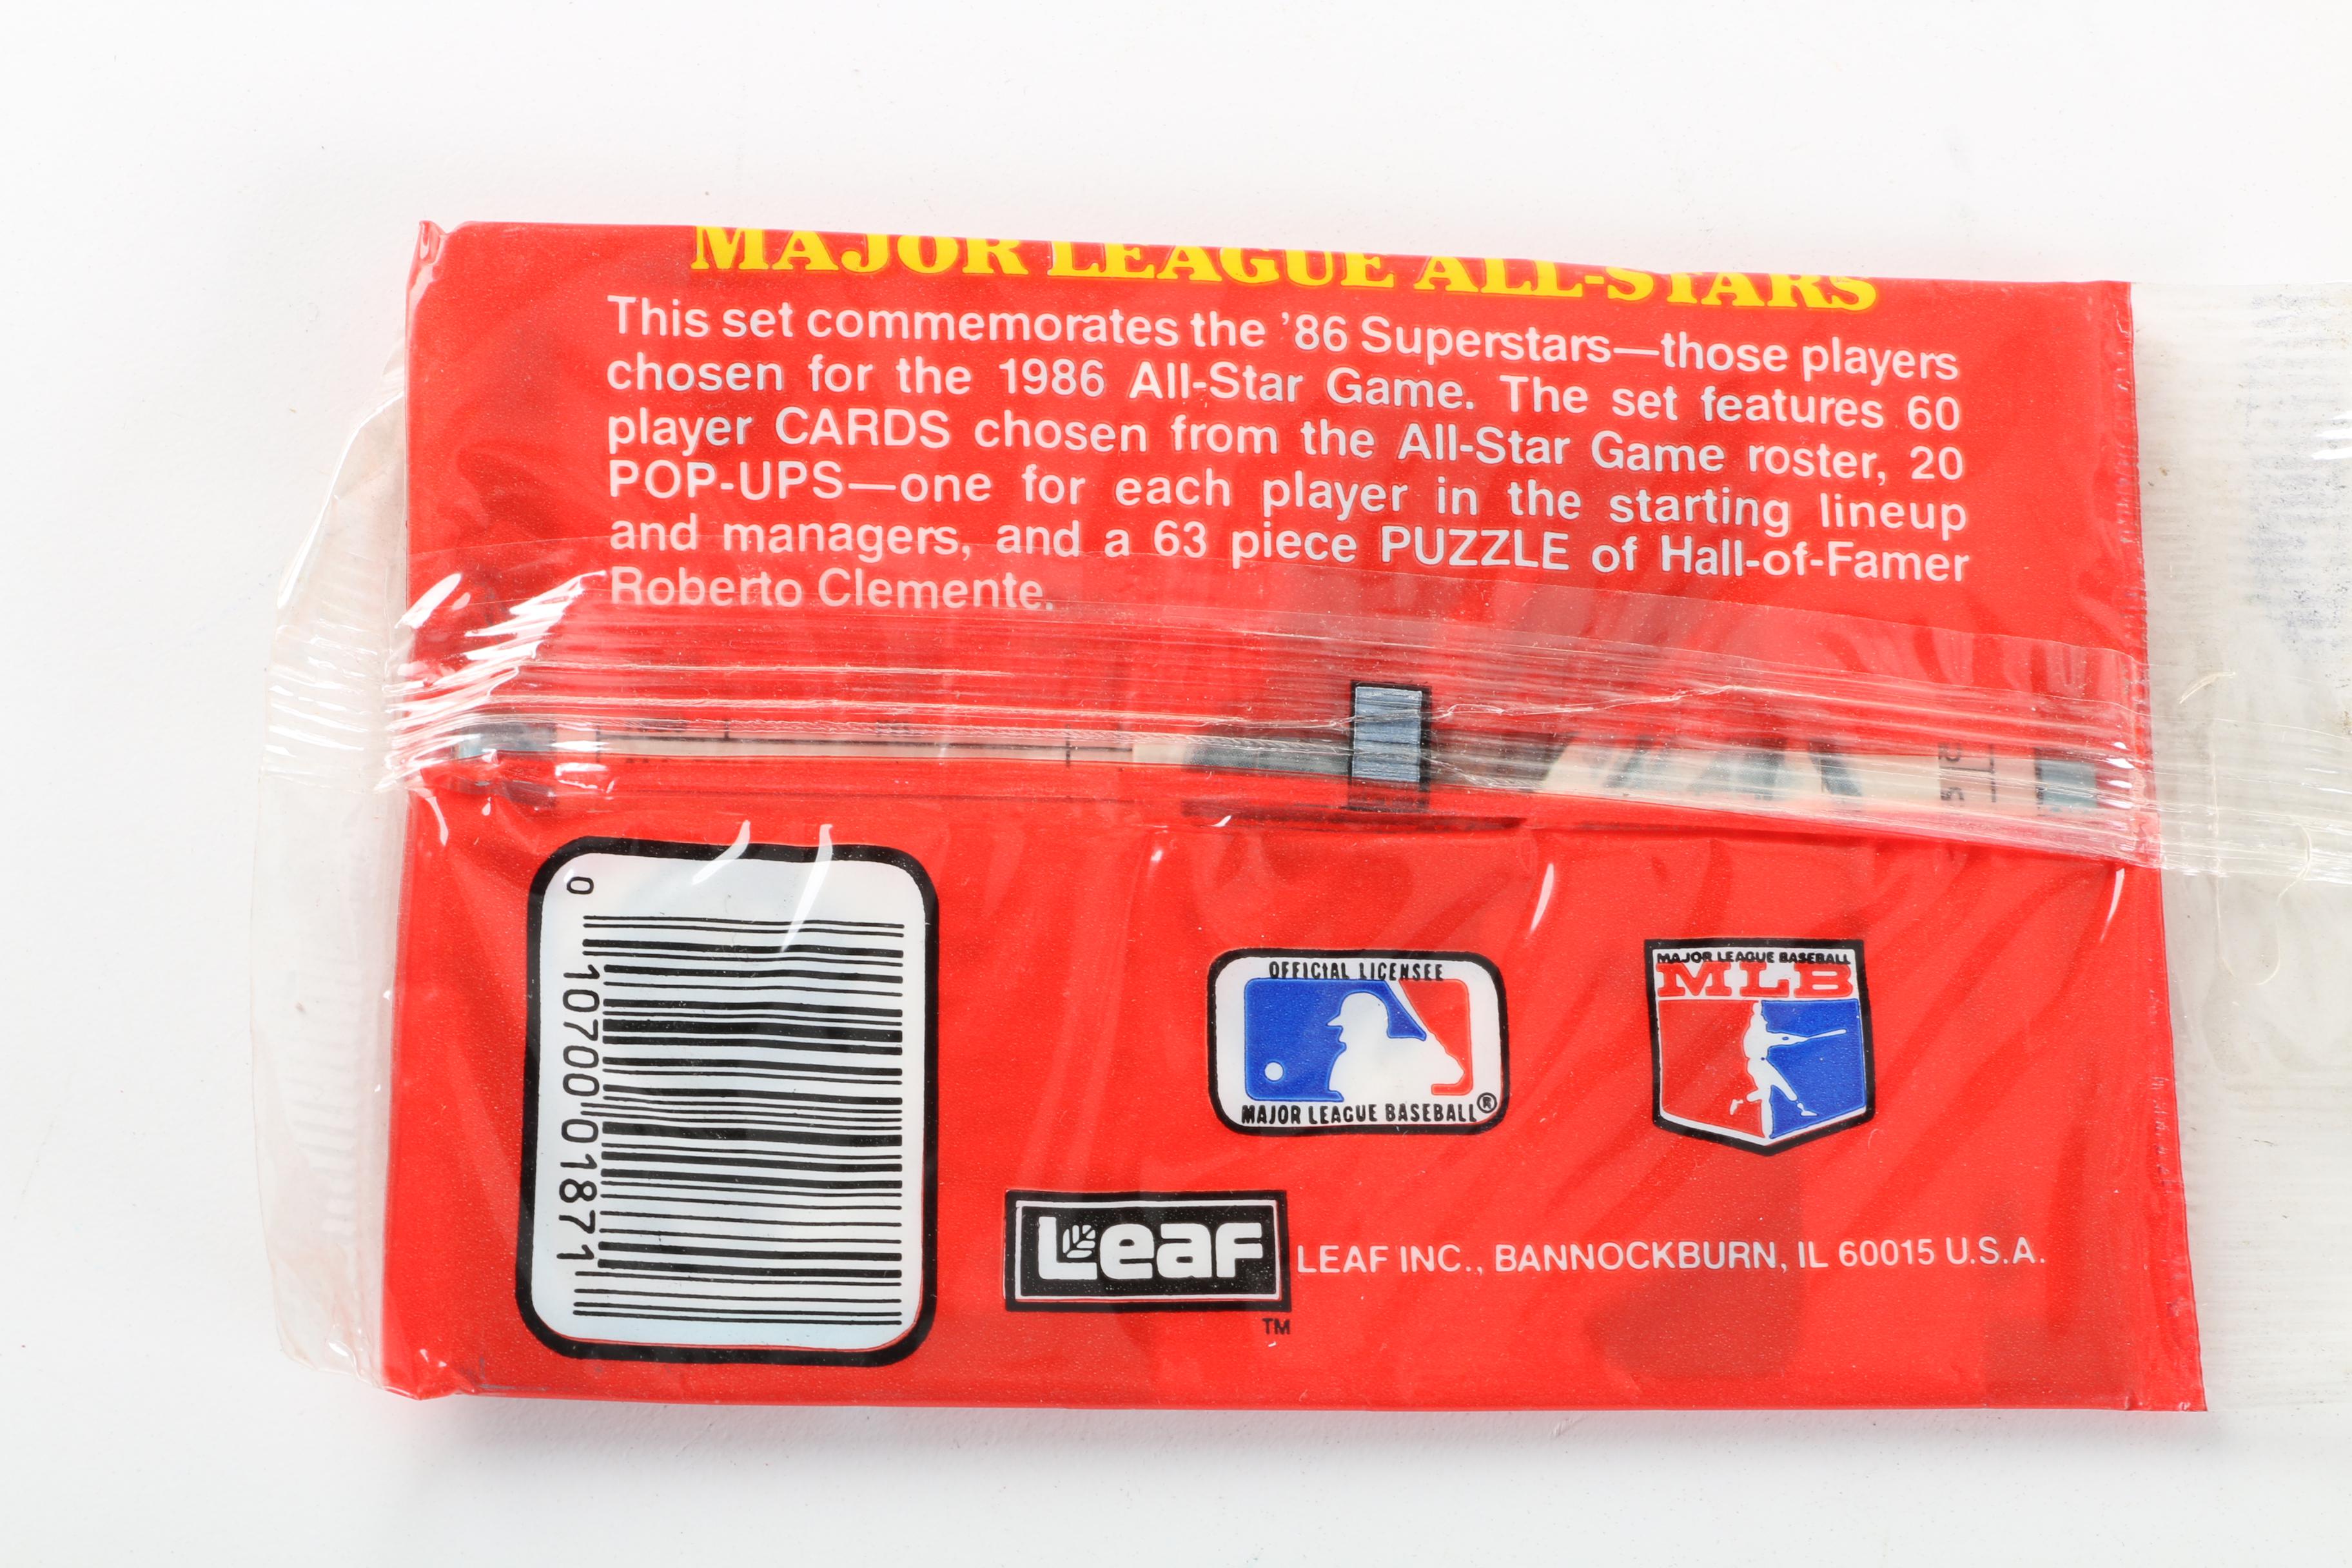 MAJOR LEAGUE ALL-STARS
This set commemorates the '86 Superstars—those players
chosen for the 1986 All-Star Game. The set features 60
player CARDS chosen from the All-Star Game roster, 20
POP-UPS—one for each player in the starting lineup
and managers, and a 63 piece PUZZLE of Hall-of-Famer
Roberto Clemente.
0 10700 01871
OFFICIAL LICENSEE
MAJOR LEAGUE BASEBALL®
MAJOR LEAGUE BASEBALL
MLB
Leaf
TM
LEAF INC., BANNOCKBURN, IL 60015 U.S.A.